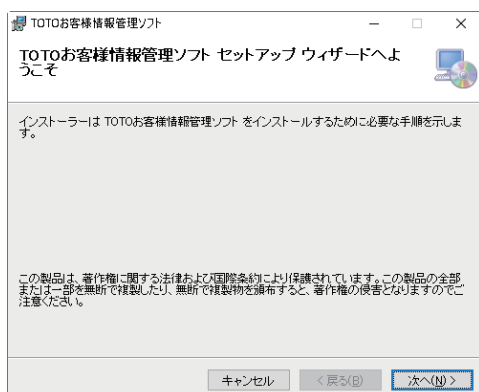 TOTOお客様情報管理ソフト
TOTOお客様情報管理ソフト セットアップ ウィザードへよ
うこそ
インストーラーは TOTOお客様情報管理ソフト をインストールするために必要な手順を示しま
す。
この製品は、著作権に関する法律および国際条約により保護されています。この製品の全部
または一部を無断で複製したり、無断で複製物を頒布すると、著作権の侵害となりますのでご
注意ください。
キャンセル
< 戻る(B)
次へ(N) >